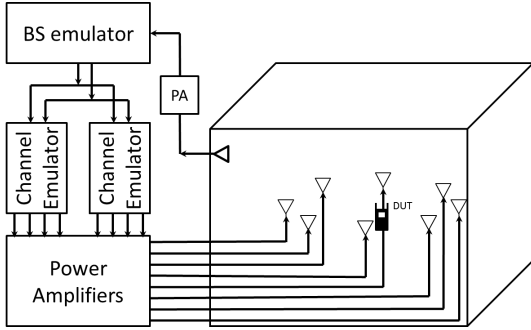 BS emulator
PA
Channel
Emulator
Channel
Emulator
DUT
Power
Amplifiers